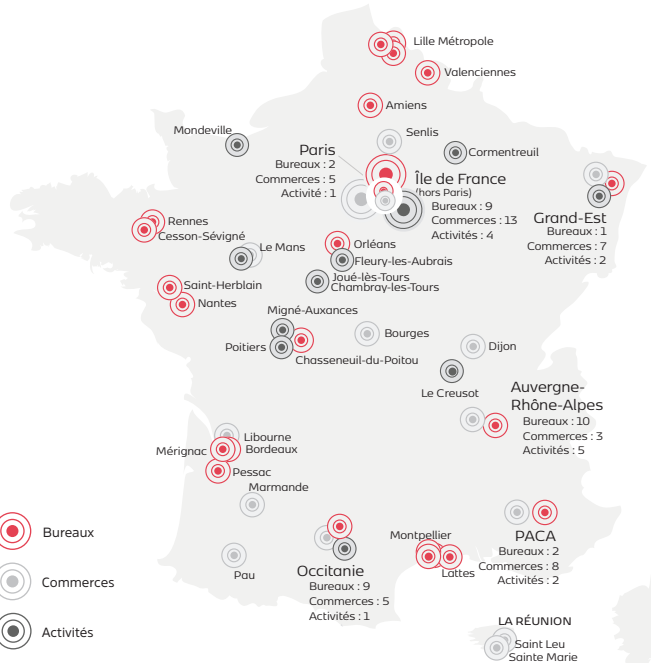 Lille Métropole
Valenciennes
Amiens
Mondeville
Senlis
Cormentreuil
Paris
Bureaux : 2
Commerces : 5
Activité : 1
Île de France
(hors Paris)
Bureaux : 9
Commerces : 13
Activités : 4
Grand-Est
Bureaux : 1
Commerces : 7
Activités : 2
Rennes
Cesson-Sévigné
Le Mans
Orléans
Fleury-les-Aubrais
Joué-lès-Tours
Chambray-les-Tours
Saint-Herblain
Nantes
Migné-Auxances
Poitiers
Chasseneuil-du-Poitou
Bourges
Dijon
Le Creusot
Auvergne-
Rhône-Alpes
Bureaux : 10
Commerces : 3
Activités : 5
Libourne
Mérignac
Bordeaux
Pessac
Marmande
Pau
Occitanie
Bureaux : 9
Commerces : 5
Activités : 1
Montpellier
Lattes
PACA
Bureaux : 2
Commerces : 8
Activités : 2
LA RÉUNION
Saint Leu
Sainte Marie
Bureaux
Commerces
Activités